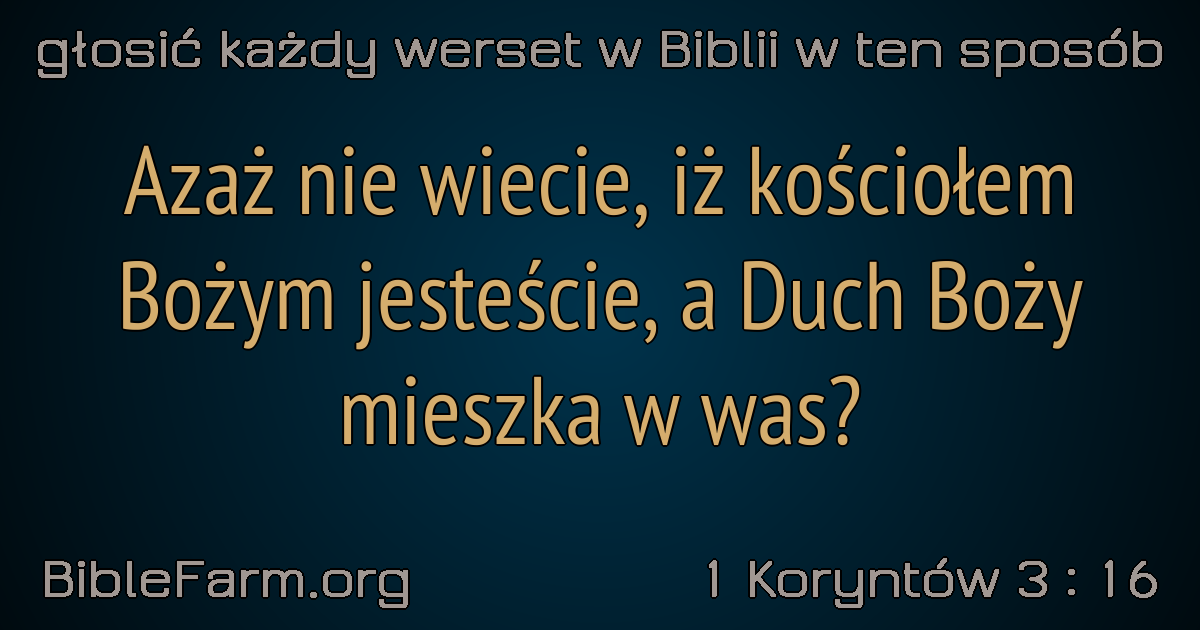 głosić każdy werset w Biblii w ten sposób
Azaż nie wiecie, iż kościołem
Bożym jesteście, a Duch Boży
mieszka w was?
BibleFarm.org
1 Koryntów 3 : 16